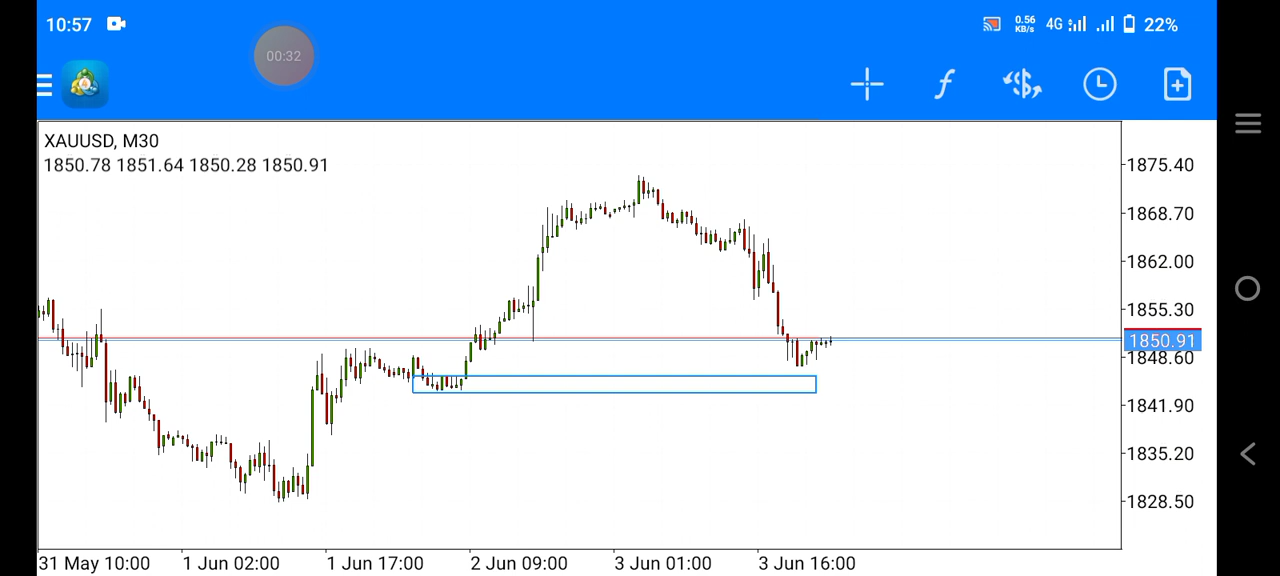 10:57
00:32
0.56
KB/s
4G
22%
f
$
XAUUSD, M30
1850.78 1851.64 1850.28 1850.91
1875.40
1868.70
1862.00
1855.30
1850.91
1848.60
1841.90
1835.20
1828.50
31 May 10:00 1 Jun 02:00 1 Jun 17:00 2 Jun 09:00 3 Jun 01:00 3 Jun 16:00